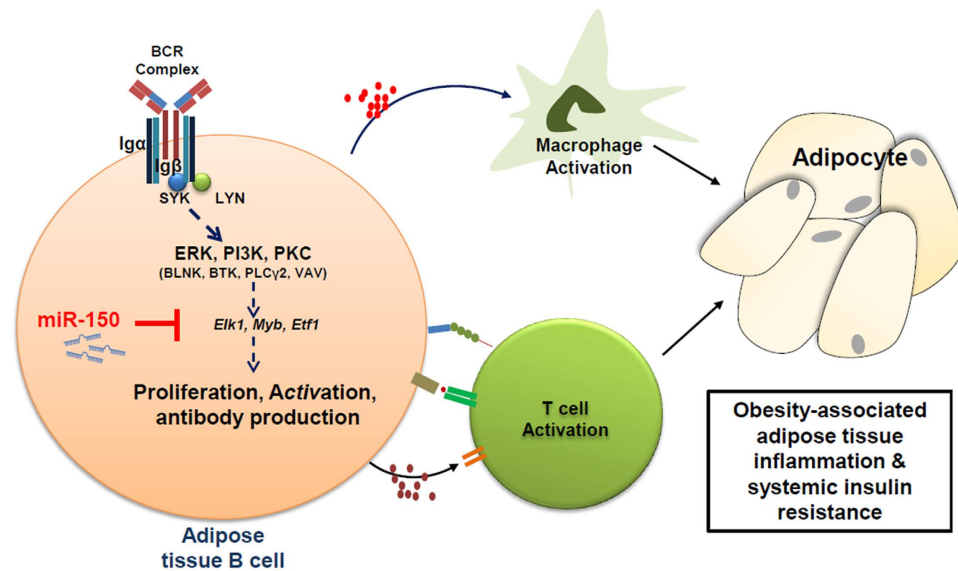 BCR
Complex
Igα
Igβ
SYK
LYN
ERK, PI3K, PKC
(BLNK, BTK, PLCγ2, VAV)
miR-150
Elk1, Myb, Etf1
Proliferation, Activation,
antibody production
Adipose
tissue B cell
Macrophage
Activation
T cell
Activation
Adipocyte
Obesity-associated
adipose tissue
inflammation &
systemic insulin
resistance